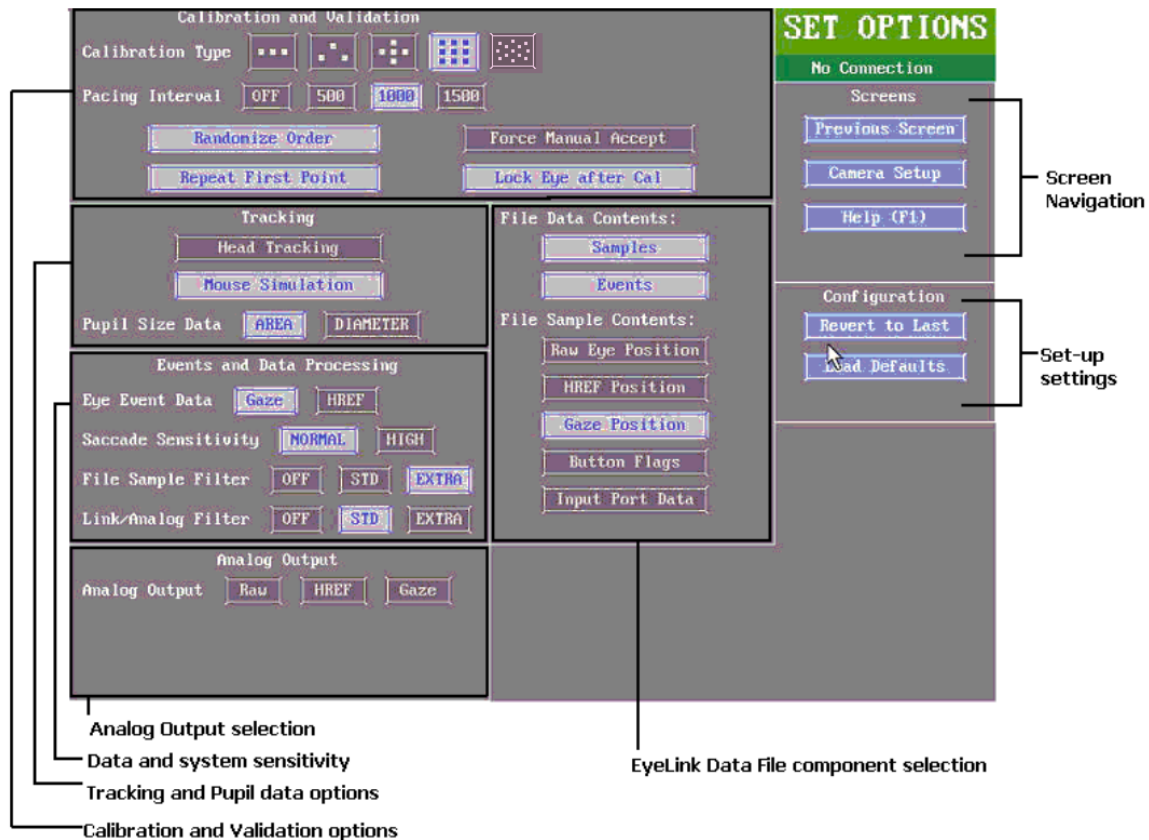 Calibration and Validation
Calibration Type
Pacing Interval OFF 500 1000 1500
Randomize Order Force Manual Accept
Repeat First Point Lock Eye after Cal
Tracking
Head Tracking
Mouse Simulation
Pupil Size Data AREA DIAMETER
Events and Data Processing
Eye Event Data Gaze HREF
Saccade Sensitivity NORMAL HIGH
File Sample Filter OFF STD EXTRA
Link/Analog Filter OFF STD EXTRA
Analog Output
Analog Output Raw HREF Gaze
File Data Contents:
Samples
Events
File Sample Contents:
Raw Eye Position
HREF Position
Gaze Position
Button Flags
Input Port Data
SET OPTIONS
No Connection
Screens
Previous Screen
Camera Setup
Help (F1)
Configuration
Revert to Last
Load Defaults
Screen
Navigation
Set-up
settings
Analog Output selection
Data and system sensitivity
Tracking and Pupil data options
Calibration and Validation options
EyeLink Data File component selection